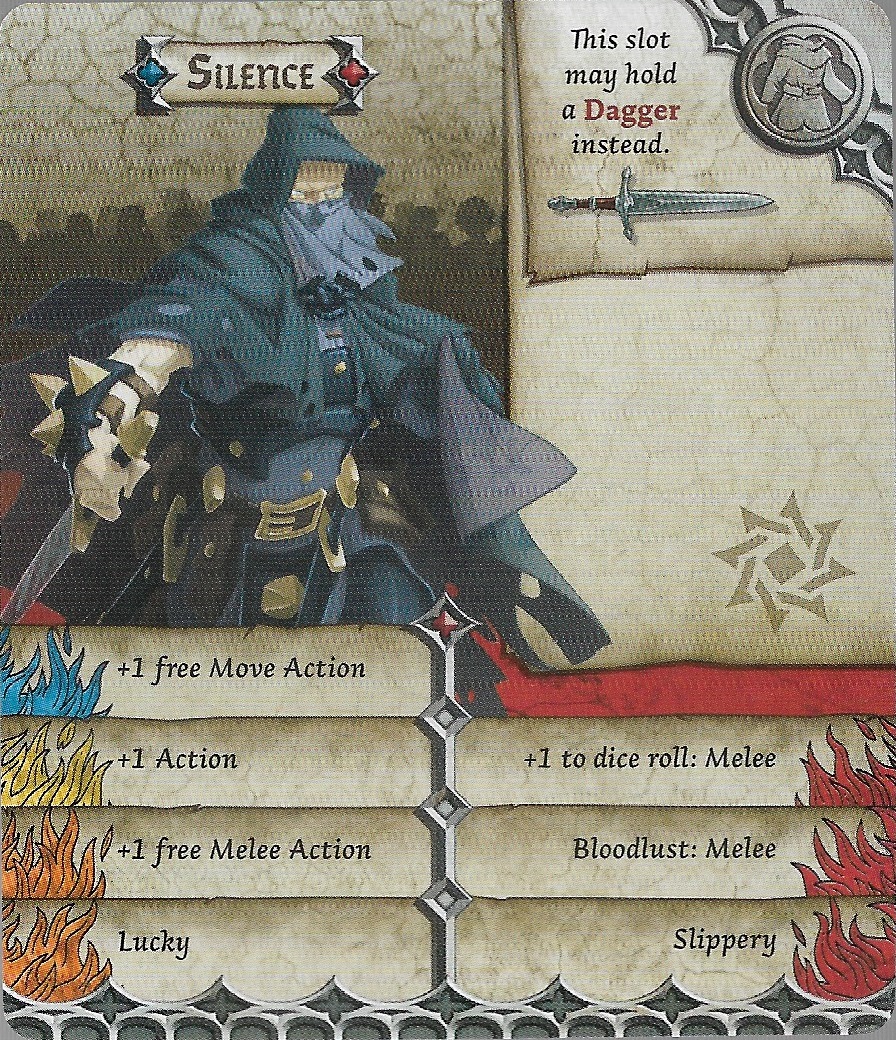 SILENCE
This slot
may hold
a Dagger
instead.
+1 free Move Action
+1 Action
+1 to dice roll: Melee
+1 free Melee Action
Bloodlust: Melee
Lucky
Slippery